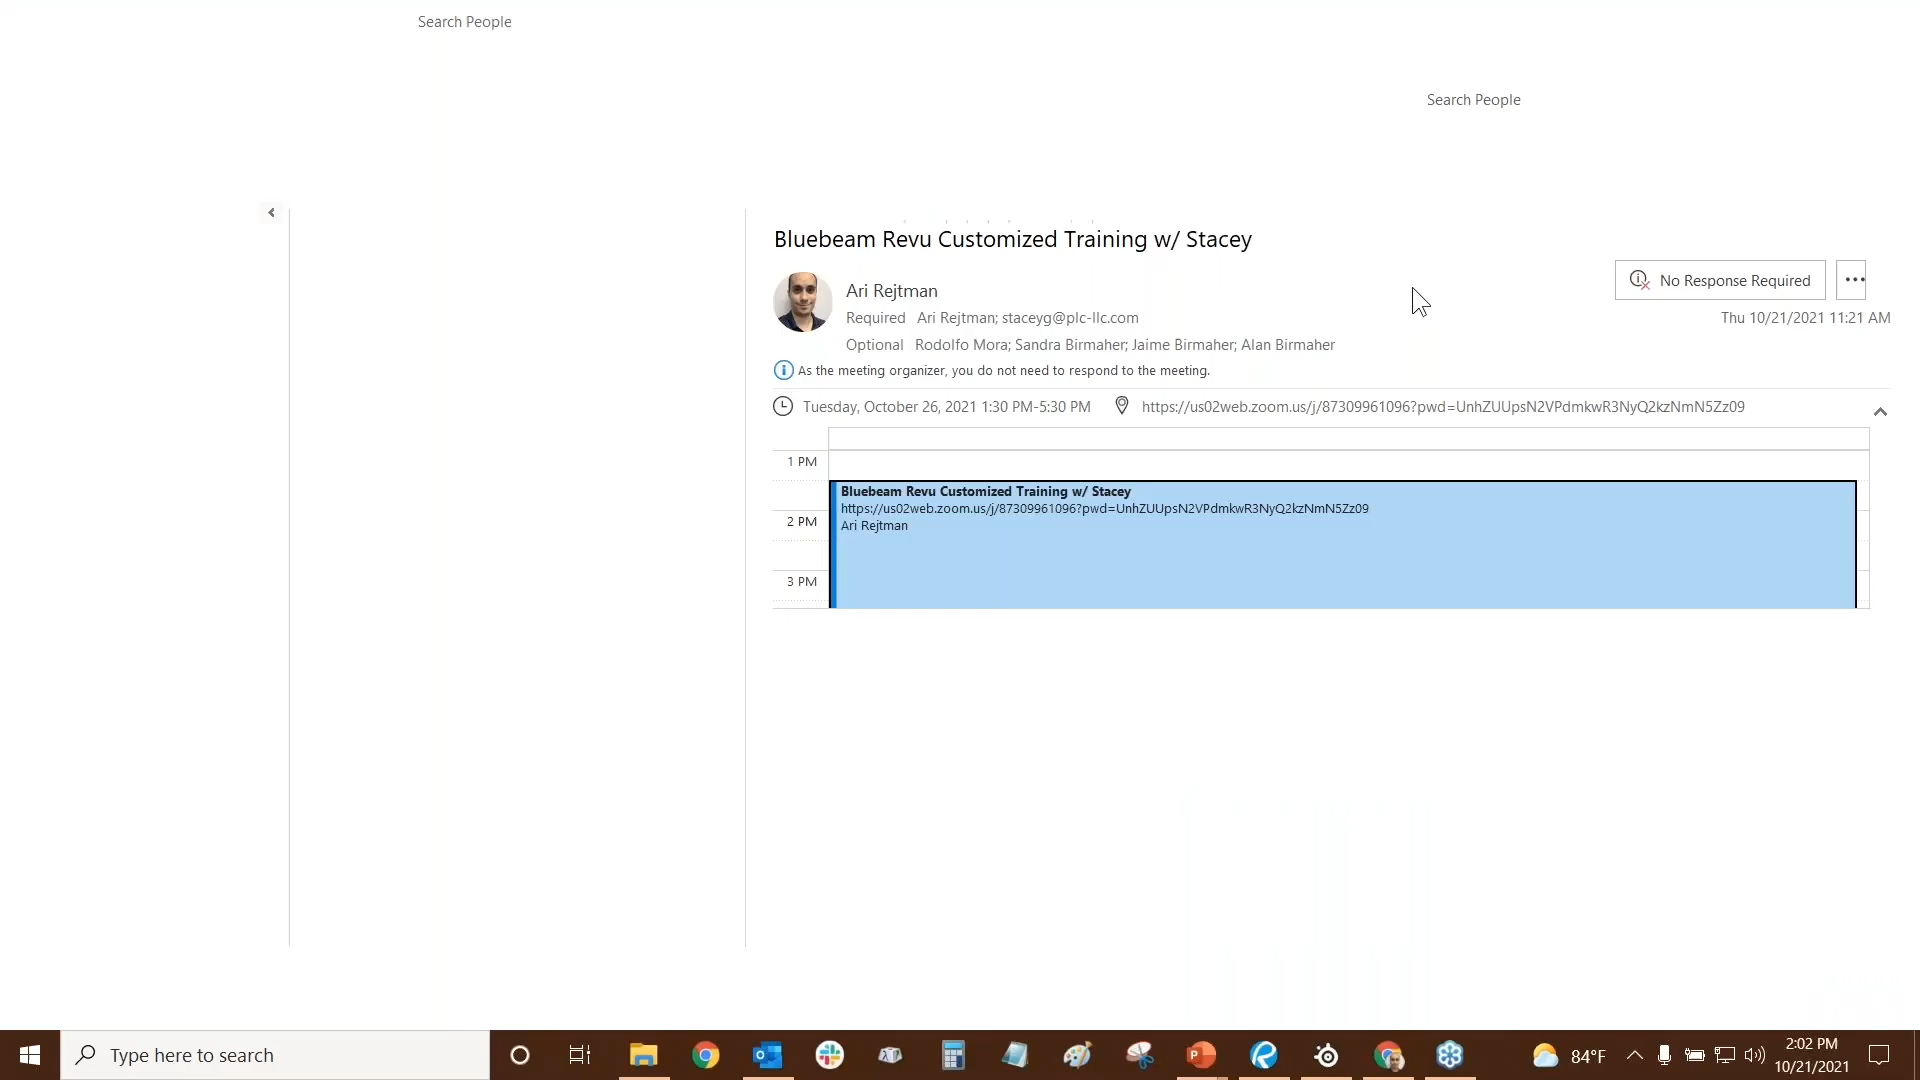 Search People
Search People
Bluebeam Revu Customized Training w/ Stacey
Ari Rejtman
No Response Required
Required Ari Rejtman; staceyg@plc-llc.com
Thu 10/21/2021 11:21 AM
Optional Rodolfo Mora; Sandra Birmaher; Jaime Birmaher; Alan Birmaher
As the meeting organizer, you do not need to respond to the meeting.
Tuesday, October 26, 2021 1:30 PM-5:30 PM https://us02web.zoom.us/j/87309961096?pwd=UnhZUUpsN2VPdmkwR3NyQ2kzNmN5Zz09
1 PM
Bluebeam Revu Customized Training w/ Stacey
https://us02web.zoom.us/j/87309961096?pwd=UnhZUUpsN2VPdmkwR3NyQ2kzNmN5Zz09
2 PM
Ari Rejtman
3 PM
Type here to search
84°F
2:02 PM
10/21/2021